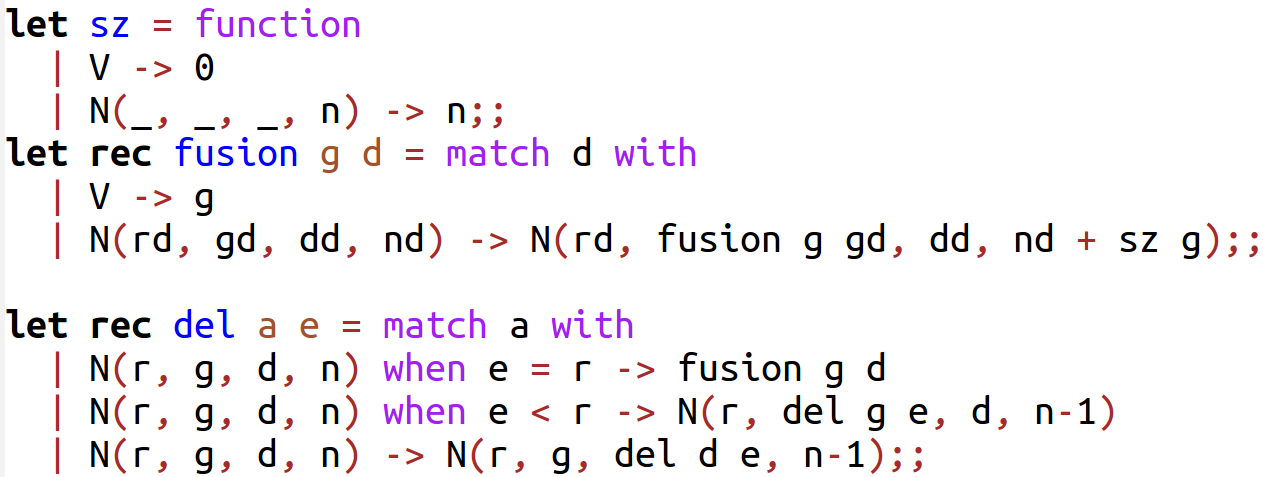 let sz = function
  | V -> 0
  | N(_, _, _, n) -> n;;
let rec fusion g d = match d with
  | V -> g
  | N(rd, gd, dd, nd) -> N(rd, fusion g gd, dd, nd + sz g);;

let rec del a e = match a with
  | N(r, g, d, n) when e = r -> fusion g d
  | N(r, g, d, n) when e < r -> N(r, del g e, d, n-1)
  | N(r, g, d, n) -> N(r, g, del d e, n-1);;